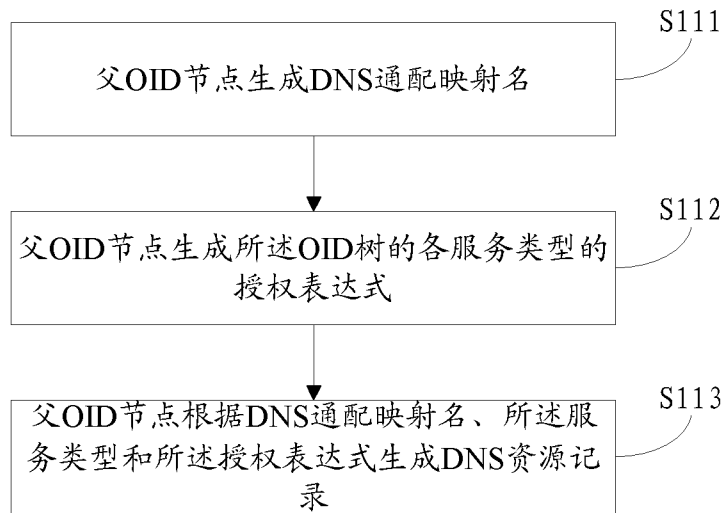 S111
父OID节点生成DNS通配映射名
S112
父OID节点生成所述OID树的各服务类型的
授权表达式
S113
父OID节点根据DNS通配映射名、所述服
务类型和所述授权表达式生成DNS资源记
录